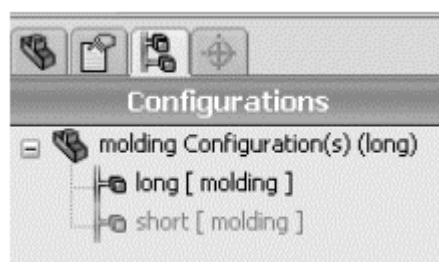 Configurations
molding Configuration(s) (long)
long [ molding ]
short [ molding ]